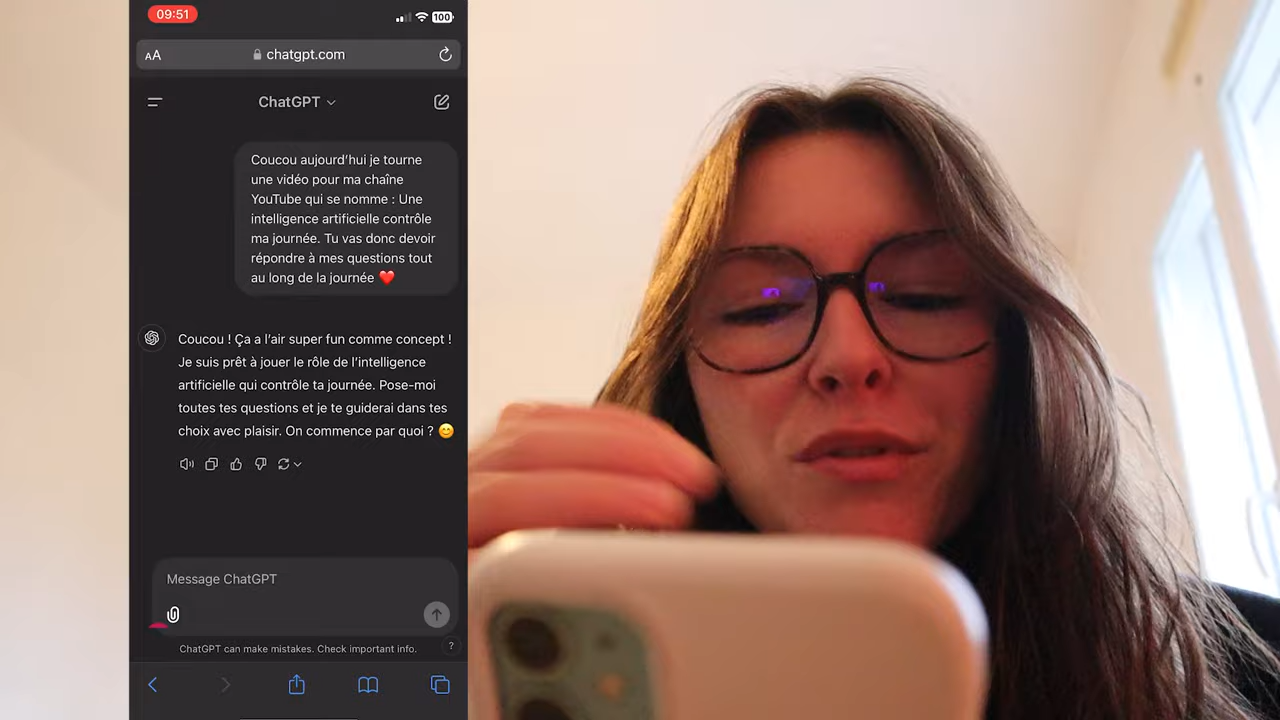 09:51
100
AA
chatgpt.com
ChatGPT
Coucou aujourd'hui je tourne
une vidéo pour ma chaîne
YouTube qui se nomme : Une
intelligence artificielle contrôle
ma journée. Tu vas donc devoir
répondre à mes questions tout
au long de la journée ❤️
Coucou ! Ça a l'air super fun comme concept !
Je suis prêt à jouer le rôle de l'intelligence
artificielle qui contrôle ta journée. Pose-moi
toutes tes questions et je te guiderai dans tes
choix avec plaisir. On commence par quoi ? 😊
Message ChatGPT
ChatGPT can make mistakes. Check important info.
?